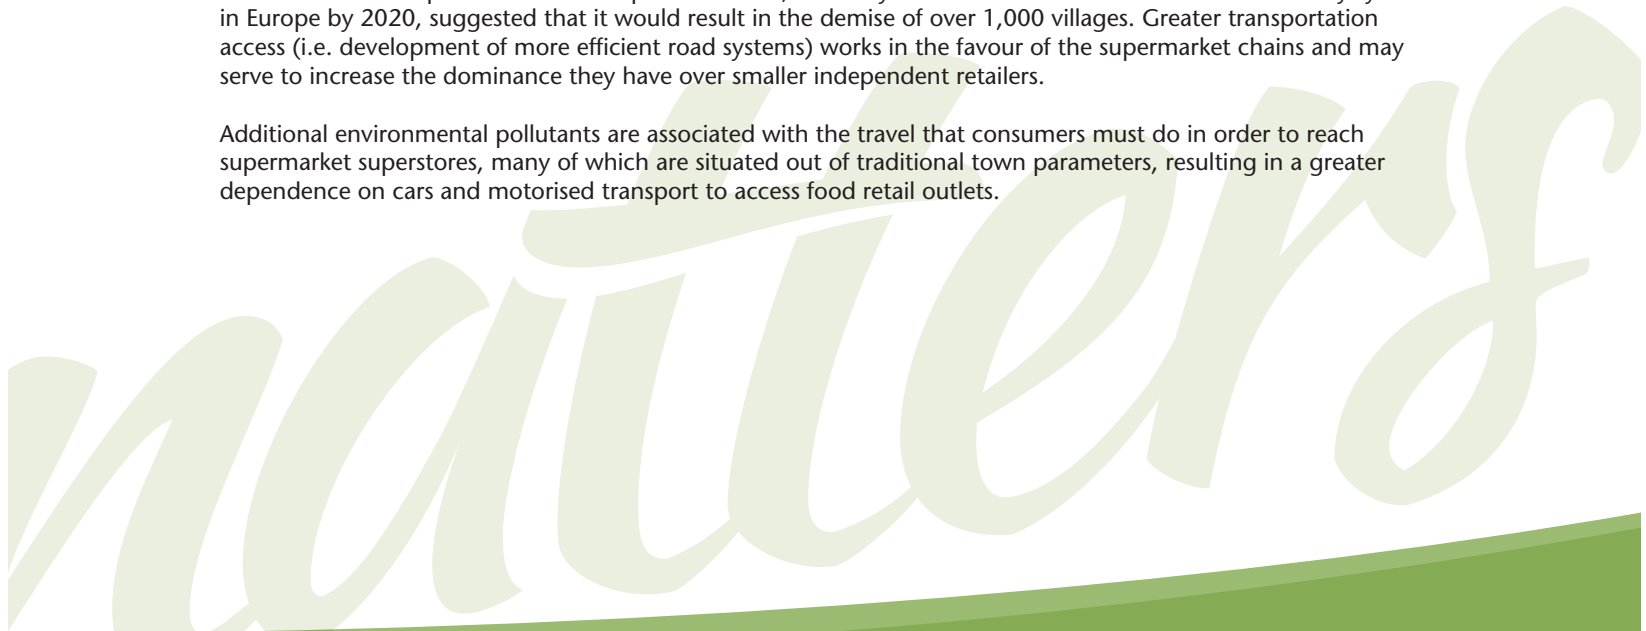 in Europe by 2020, suggested that it would result in the demise of over 1,000 villages. Greater transportation
access (i.e. development of more efficient road systems) works in the favour of the supermarket chains and may
serve to increase the dominance they have over smaller independent retailers.
Additional environmental pollutants are associated with the travel that consumers must do in order to reach
supermarket superstores, many of which are situated out of traditional town parameters, resulting in a greater
dependence on cars and motorised transport to access food retail outlets.
matters